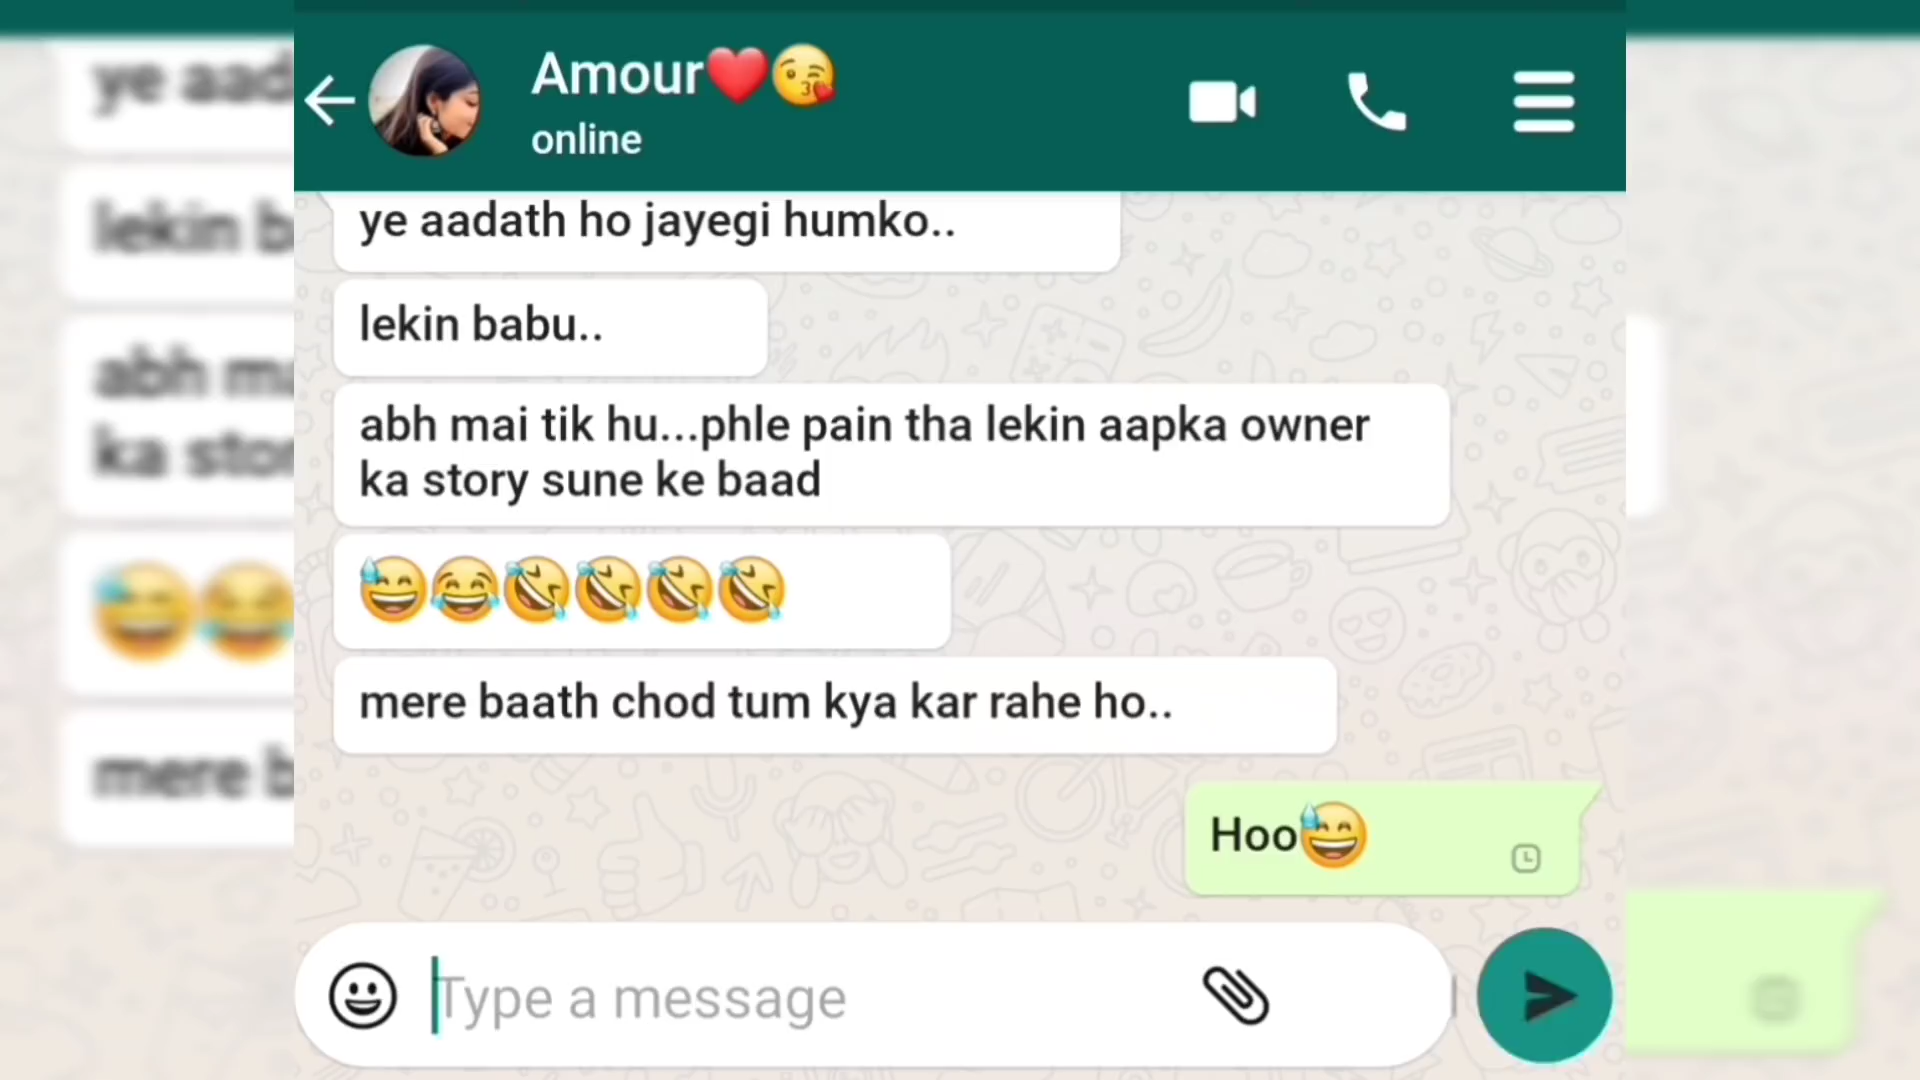 Amour❤️😘
online
ye aadath ho jayegi humko..
lekin babu..
abh mai tik hu...phle pain tha lekin aapka owner
ka story sune ke baad
😅😂🤣🤣🤣🤣
mere baath chod tum kya kar rahe ho..
Hoo😅
Type a message